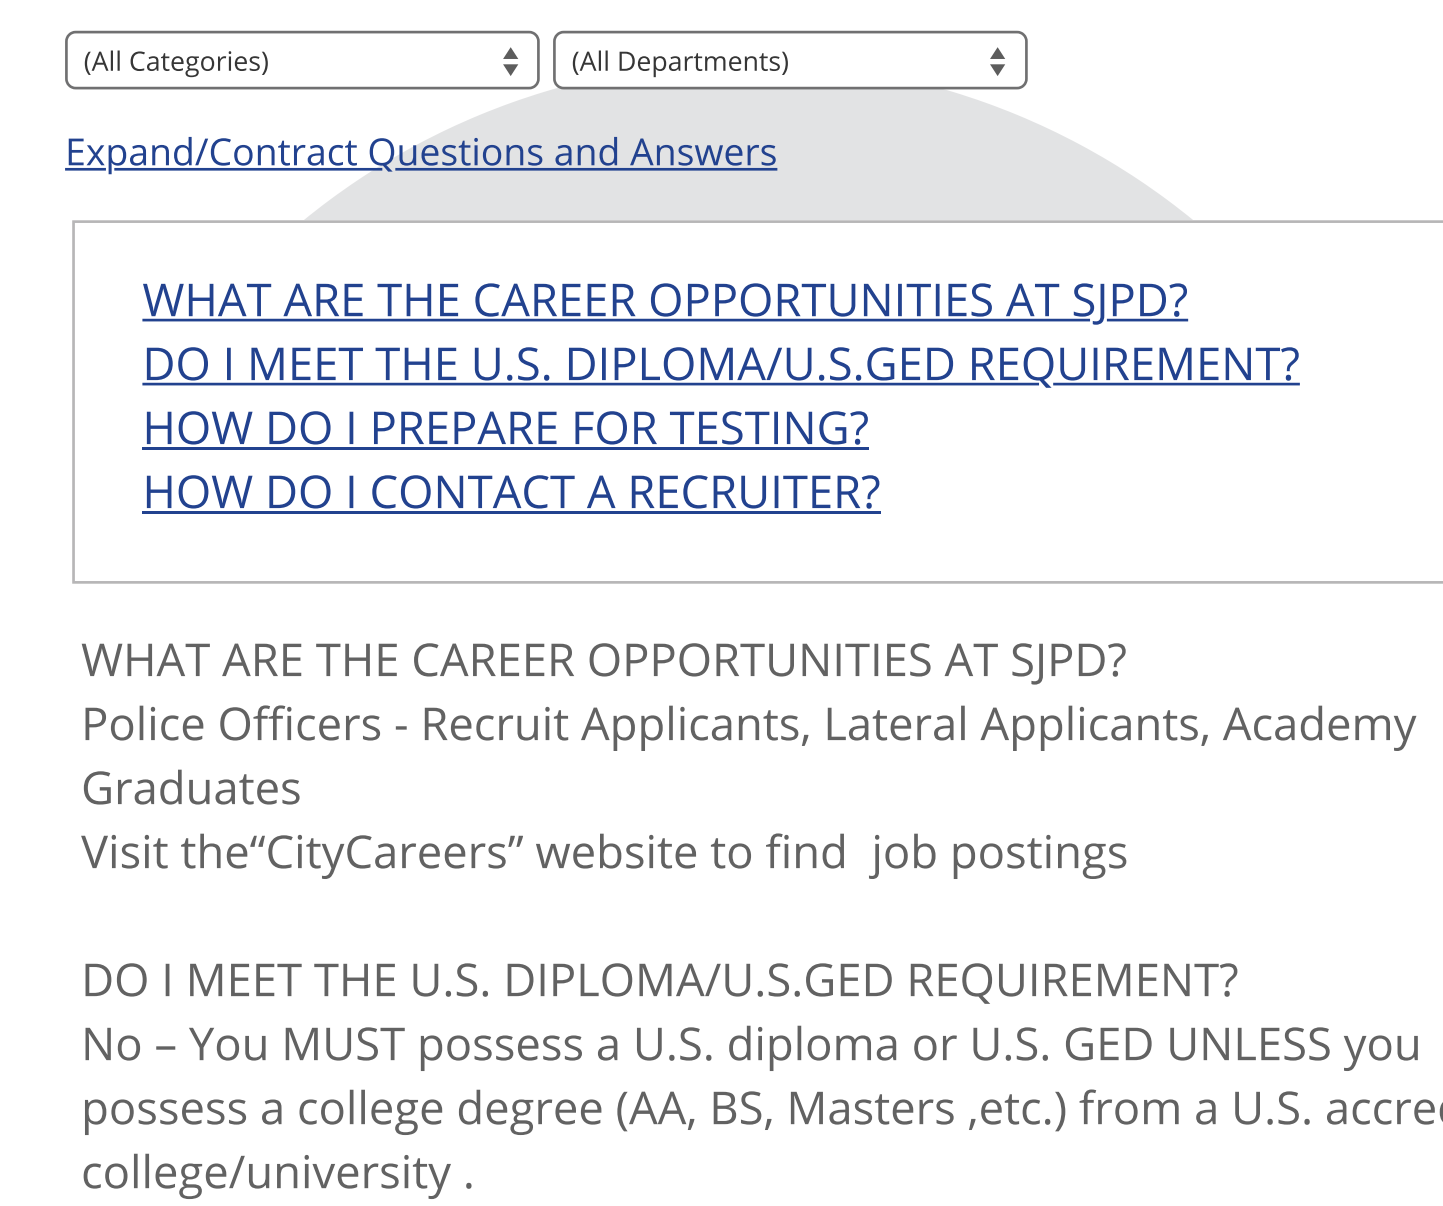 (All Categories) (All Departments)
Expand/Contract Questions and Answers
WHAT ARE THE CAREER OPPORTUNITIES AT SJPD?
DO I MEET THE U.S. DIPLOMA/U.S.GED REQUIREMENT?
HOW DO I PREPARE FOR TESTING?
HOW DO I CONTACT A RECRUITER?
WHAT ARE THE CAREER OPPORTUNITIES AT SJPD?
Police Officers - Recruit Applicants, Lateral Applicants, Academy
Graduates
Visit the“CityCareers” website to find  job postings
DO I MEET THE U.S. DIPLOMA/U.S.GED REQUIREMENT?
No – You MUST possess a U.S. diploma or U.S. GED UNLESS you
possess a college degree (AA, BS, Masters ,etc.) from a U.S.
college/university .